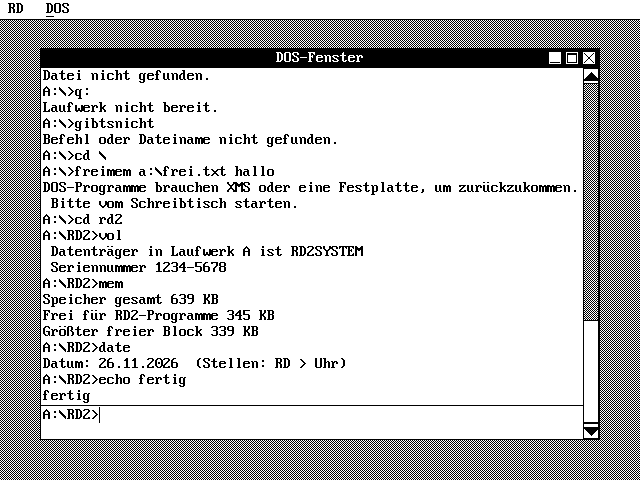 RD DOS
DOS-Fenster
Datei nicht gefunden.
A:\>q:
Laufwerk nicht bereit.
A:\>gibtsnicht
Befehl oder Dateiname nicht gefunden.
A:\>cd \
A:\>freimem a:\frei.txt hallo
DOS-Programme brauchen XMS oder eine Festplatte, um zurückzukommen.
 Bitte vom Schreibtisch starten.
A:\>cd rd2
A:\RD2>vol
 Datenträger in Laufwerk A ist RD2SYSTEM
 Seriennummer 1234-5678
A:\RD2>mem
Speicher gesamt 639 KB
Frei für RD2-Programme 345 KB
Größter freier Block 339 KB
A:\RD2>date
Datum: 26.11.2026  (Stellen: RD > Uhr)
A:\RD2>echo fertig
fertig
A:\RD2>